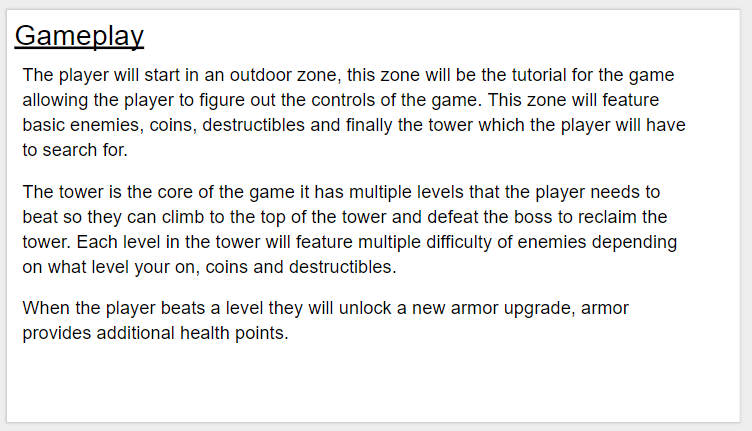 Gameplay
The player will start in an outdoor zone, this zone will be the tutorial for the game
allowing the player to figure out the controls of the game. This zone will feature
basic enemies, coins, destructibles and finally the tower which the player will have
to search for.
The tower is the core of the game it has multiple levels that the player needs to
beat so they can climb to the top of the tower and defeat the boss to reclaim the
tower. Each level in the tower will feature multiple difficulty of enemies depending
on what level your on, coins and destructibles.
When the player beats a level they will unlock a new armor upgrade, armor
provides additional health points.